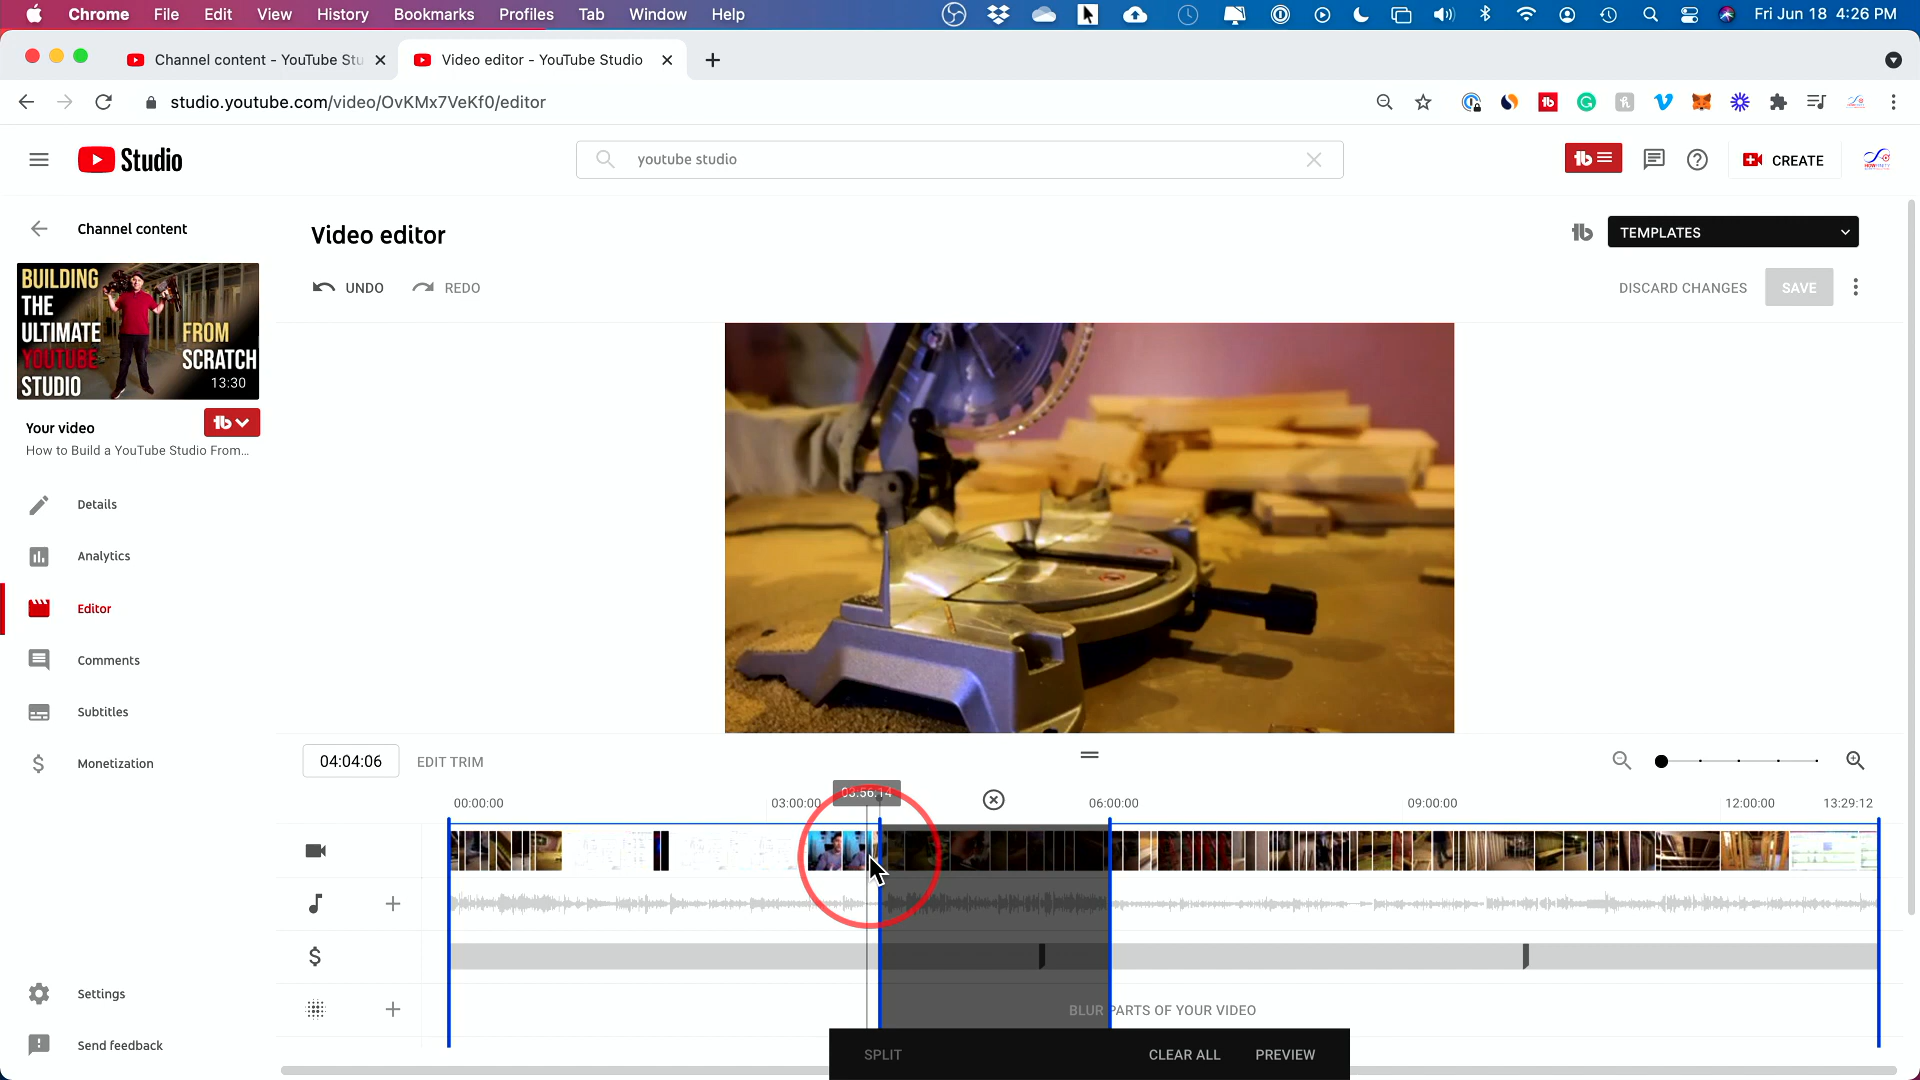 Chrome File Edit View History Bookmarks Profiles Tab Window Help Fri Jun 18 4:26 PM
Channel content - YouTube Stu Video editor - YouTube Studio
studio.youtube.com/video/OvKMx7VeKf0/editor
Studio youtube studio CREATE
Channel content
Video editor
TEMPLATES
UNDO REDO DISCARD CHANGES SAVE
BUILDING
THE
ULTIMATE FROM
YOUTUBE SCRATCH
STUDIO 13:30
Your video
How to Build a YouTube Studio From...
Details
Analytics
Editor
Comments
Subtitles
Monetization
04:04:06 EDIT TRIM
03:56:14
00:00:00 03:00:00 06:00:00 09:00:00 12:00:00 13:29:12
BLUR PARTS OF YOUR VIDEO
Settings
Send feedback
SPLIT CLEAR ALL PREVIEW